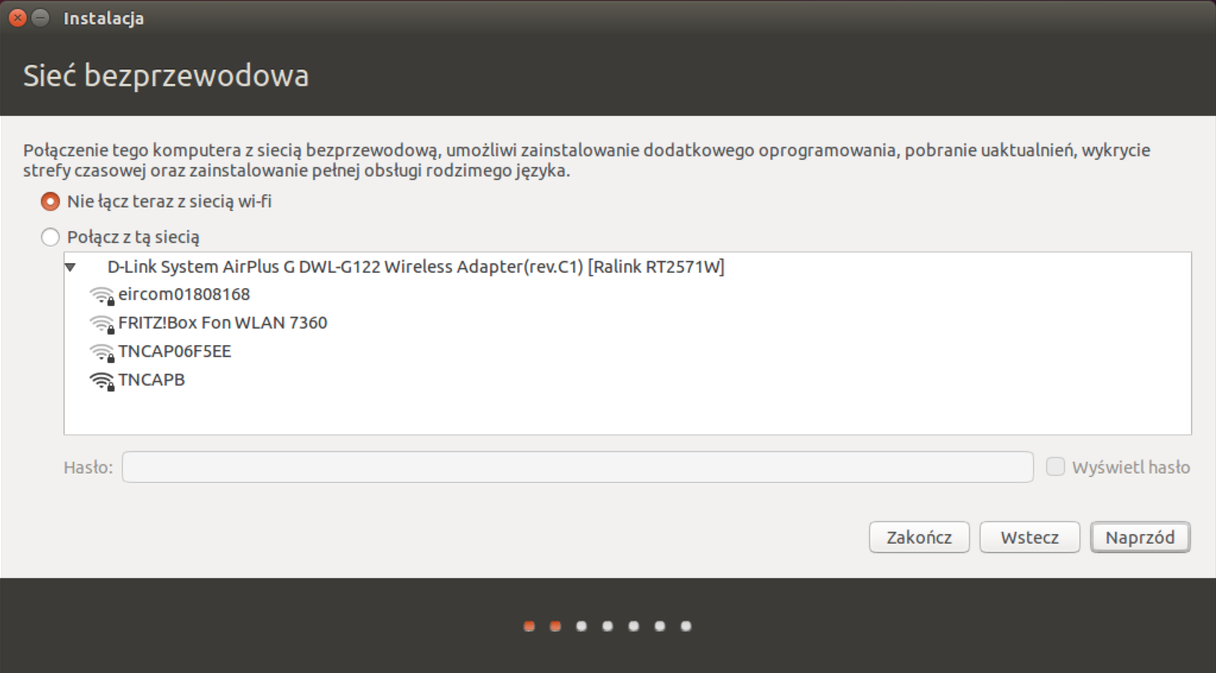 Instalacja
Sieć bezprzewodowa
Połączenie tego komputera z siecią bezprzewodową, umożliwi zainstalowanie dodatkowego oprogramowania, pobranie uaktualnień, wykrycie
strefy czasowej oraz zainstalowanie pełnej obsługi rodzimego języka.
Nie łącz teraz z siecią wi-fi
Połącz z tą siecią
D-Link System AirPlus G DWL-G122 Wireless Adapter(rev.C1) [Ralink RT2571W]
eircom01808168
FRITZ!Box Fon WLAN 7360
TNCAP06F5EE
TNCAPB
Hasło: Wyświetl hasło
Zakończ Wstecz Naprzód